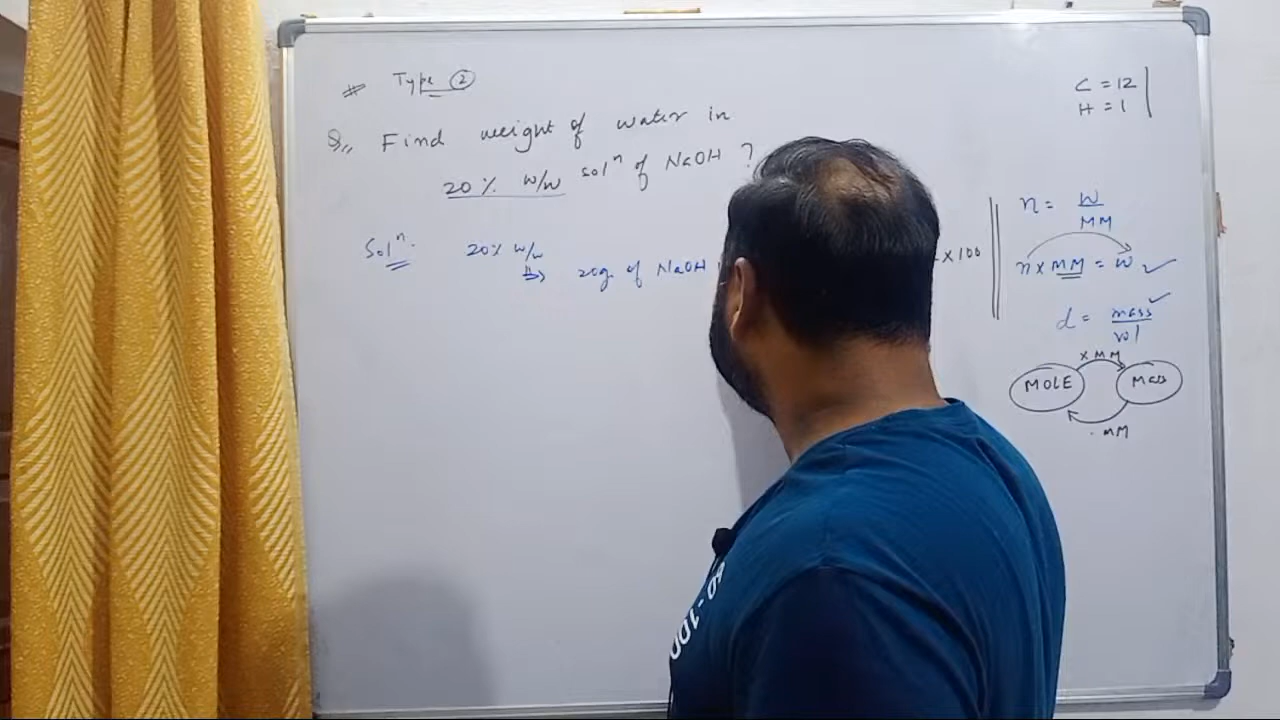 Type ②
Q,, Find weight of water in
20 % w/w solⁿ of NaOH ?
Solⁿ. 20% w/w
⇒ 20g. of NaOH
× 100
C = 12
H = 1
n = W/MM
n × MM = W ✓
d = mass/vol ✓
× MM
MOLE Mass
MM